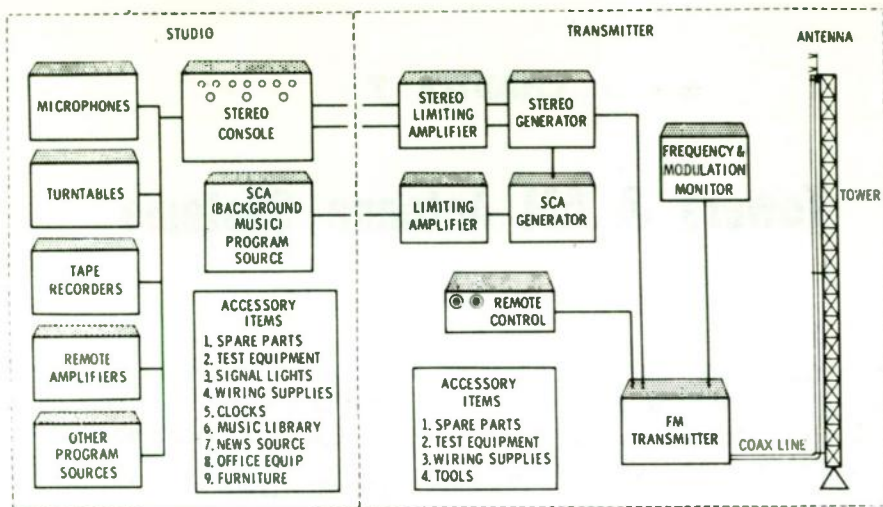 STUDIO
MICROPHONES
TURNTABLES
TAPE
RECORDERS
REMOTE
AMPLIFIERS
OTHER
PROGRAM
SOURCES
STEREO
CONSOLE
SCA
(BACKGROUND
MUSIC)
PROGRAM
SOURCE
ACCESSORY
ITEMS
1. SPARE PARTS
2. TEST EQUIPMENT
3. SIGNAL LIGHTS
4. WIRING SUPPLIES
5. CLOCKS
6. MUSIC LIBRARY
7. NEWS SOURCE
8. OFFICE EQUIP
9. FURNITURE
TRANSMITTER
STEREO
LIMITING
AMPLIFIER
STEREO
GENERATOR
LIMITING
AMPLIFIER
SCA
GENERATOR
REMOTE
CONTROL
ACCESSORY
ITEMS
1. SPARE PARTS
2. TEST EQUIPMENT
3. WIRING SUPPLIES
4. TOOLS
FREQUENCY &
MODULATION
MONITOR
FM
TRANSMITTER
COAX LINE
ANTENNA
TOWER